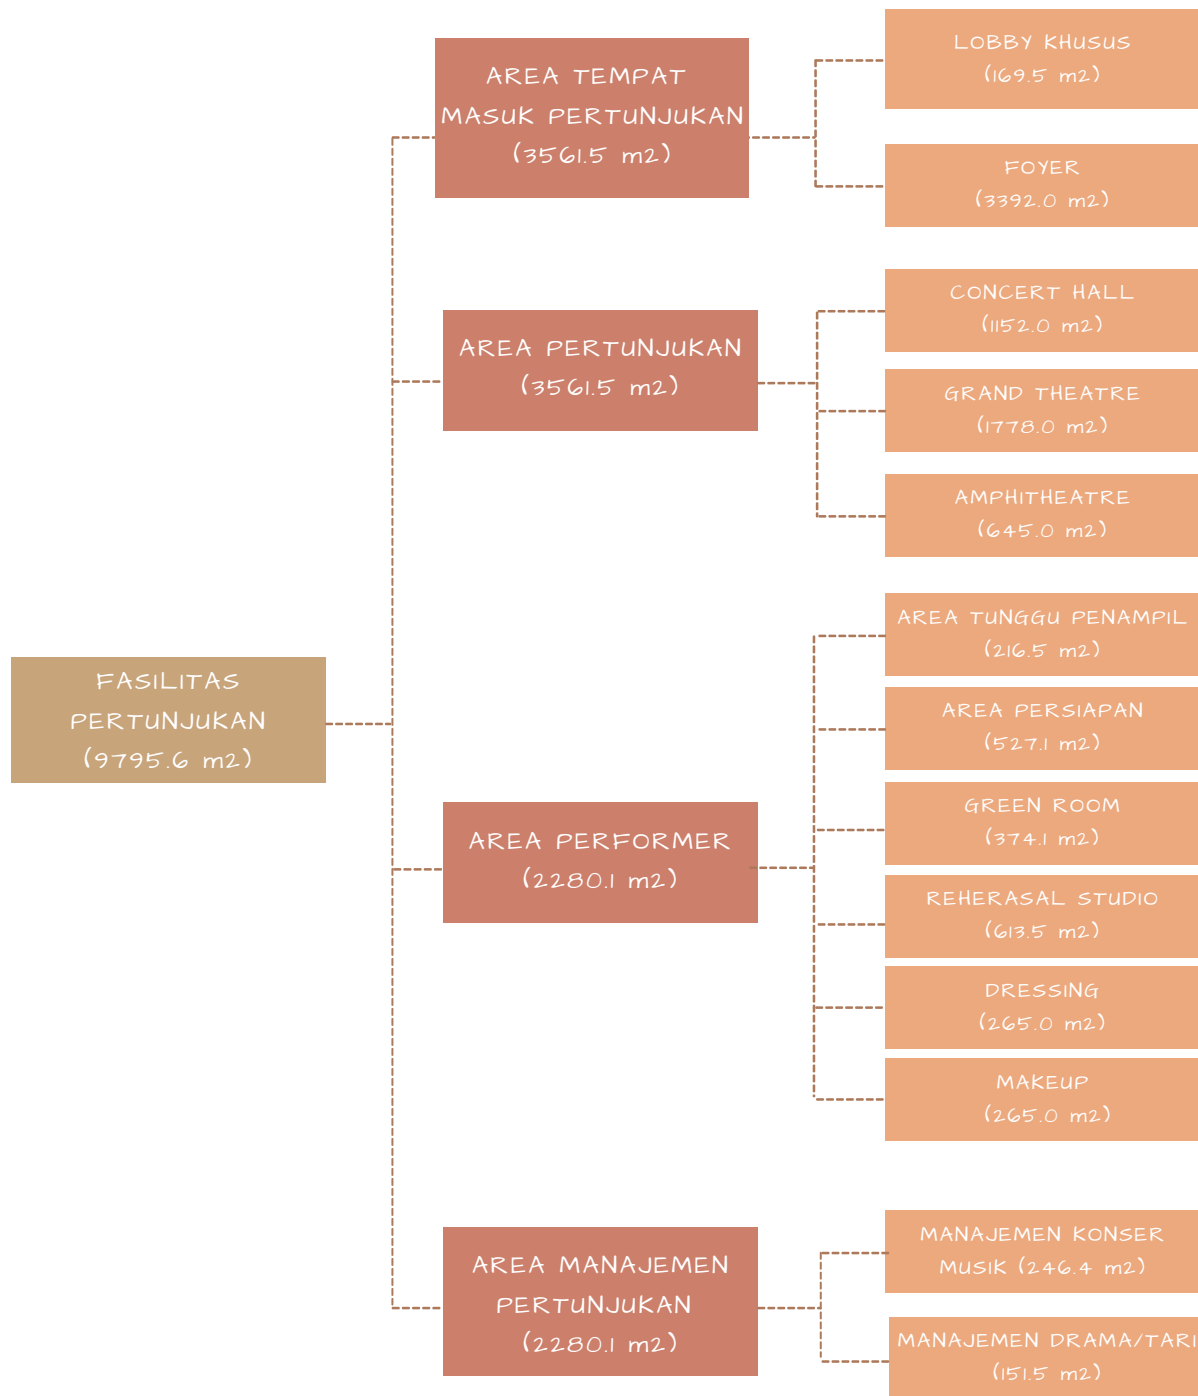 FASILITAS
PERTUNJUKAN
(9795.6 m2)
AREA TEMPAT
MASUK PERTUNJUKAN
(3561.5 m2)
LOBBY KHUSUS
(169.5 m2)
FOYER
(3392.0 m2)
AREA PERTUNJUKAN
(3561.5 m2)
CONCERT HALL
(1152.0 m2)
GRAND THEATRE
(1778.0 m2)
AMPHITHEATRE
(645.0 m2)
AREA PERFORMER
(2280.1 m2)
AREA TUNGGU PENAMPIL
(216.5 m2)
AREA PERSIAPAN
(527.1 m2)
GREEN ROOM
(374.1 m2)
REHERASAL STUDIO
(613.5 m2)
DRESSING
(265.0 m2)
MAKEUP
(265.0 m2)
AREA MANAJEMEN
PERTUNJUKAN
(2280.1 m2)
MANAJEMEN KONSER
MUSIK (246.4 m2)
MANAJEMEN DRAMA/TARI
(151.5 m2)